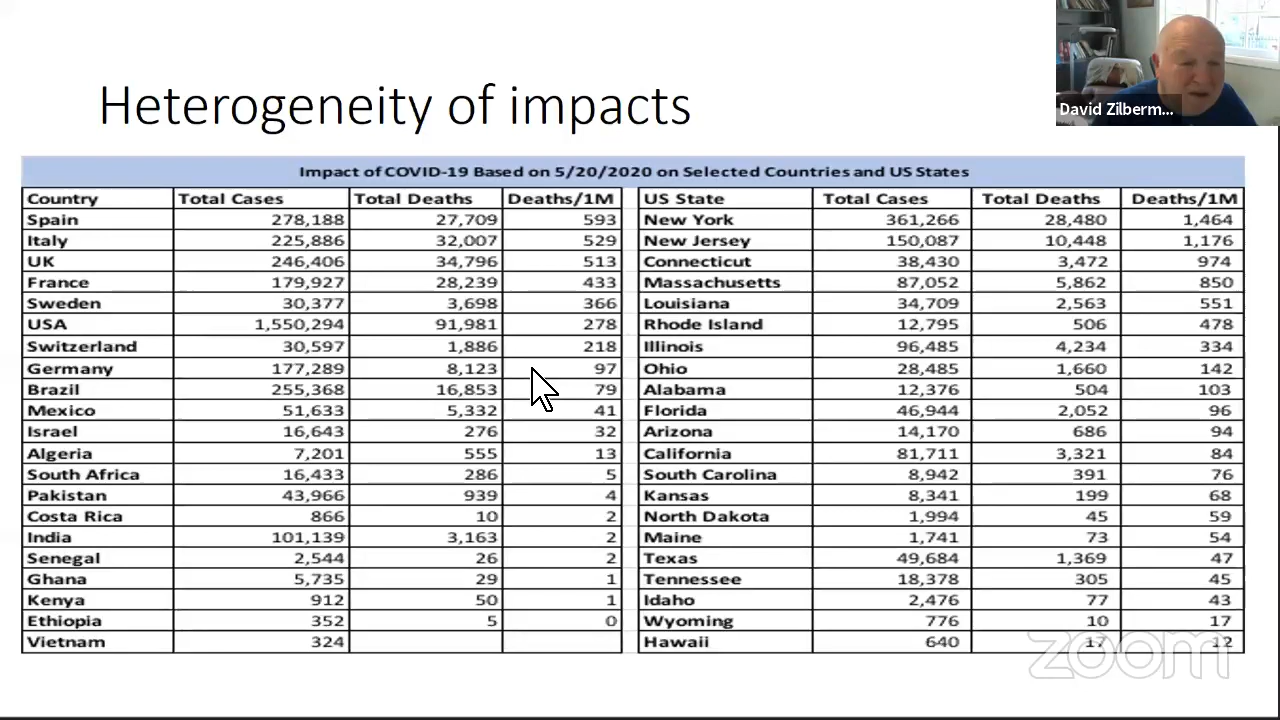 David Zilberm...
Heterogeneity of impacts
Impact of COVID-19 Based on 5/20/2020 on Selected Countries and US States
Country Total Cases Total Deaths Deaths/1M US State Total Cases Total Deaths Deaths/1M
Spain 278,188 27,709 593 New York 361,266 28,480 1,464
Italy 225,886 32,007 529 New Jersey 150,087 10,448 1,176
UK 246,406 34,796 513 Connecticut 38,430 3,472 974
France 179,927 28,239 433 Massachusetts 87,052 5,862 850
Sweden 30,377 3,698 366 Louisiana 34,709 2,563 551
USA 1,550,294 91,981 278 Rhode Island 12,795 506 478
Switzerland 30,597 1,886 218 Illinois 96,485 4,234 334
Germany 177,289 8,123 97 Ohio 28,485 1,660 142
Brazil 255,368 16,853 79 Alabama 12,376 504 103
Mexico 51,633 5,332 41 Florida 46,944 2,052 96
Israel 16,643 276 32 Arizona 14,170 686 94
Algeria 7,201 555 13 California 81,711 3,321 84
South Africa 16,433 286 5 South Carolina 8,942 391 76
Pakistan 43,966 939 4 Kansas 8,341 199 68
Costa Rica 866 10 2 North Dakota 1,994 45 59
India 101,139 3,163 2 Maine 1,741 73 54
Senegal 2,544 26 2 Texas 49,684 1,369 47
Ghana 5,735 29 1 Tennessee 18,378 305 45
Kenya 912 50 1 Idaho 2,476 77 43
Ethiopia 352 5 0 Wyoming 776 10 17
Vietnam 324 Hawaii 640 17 12
zoom